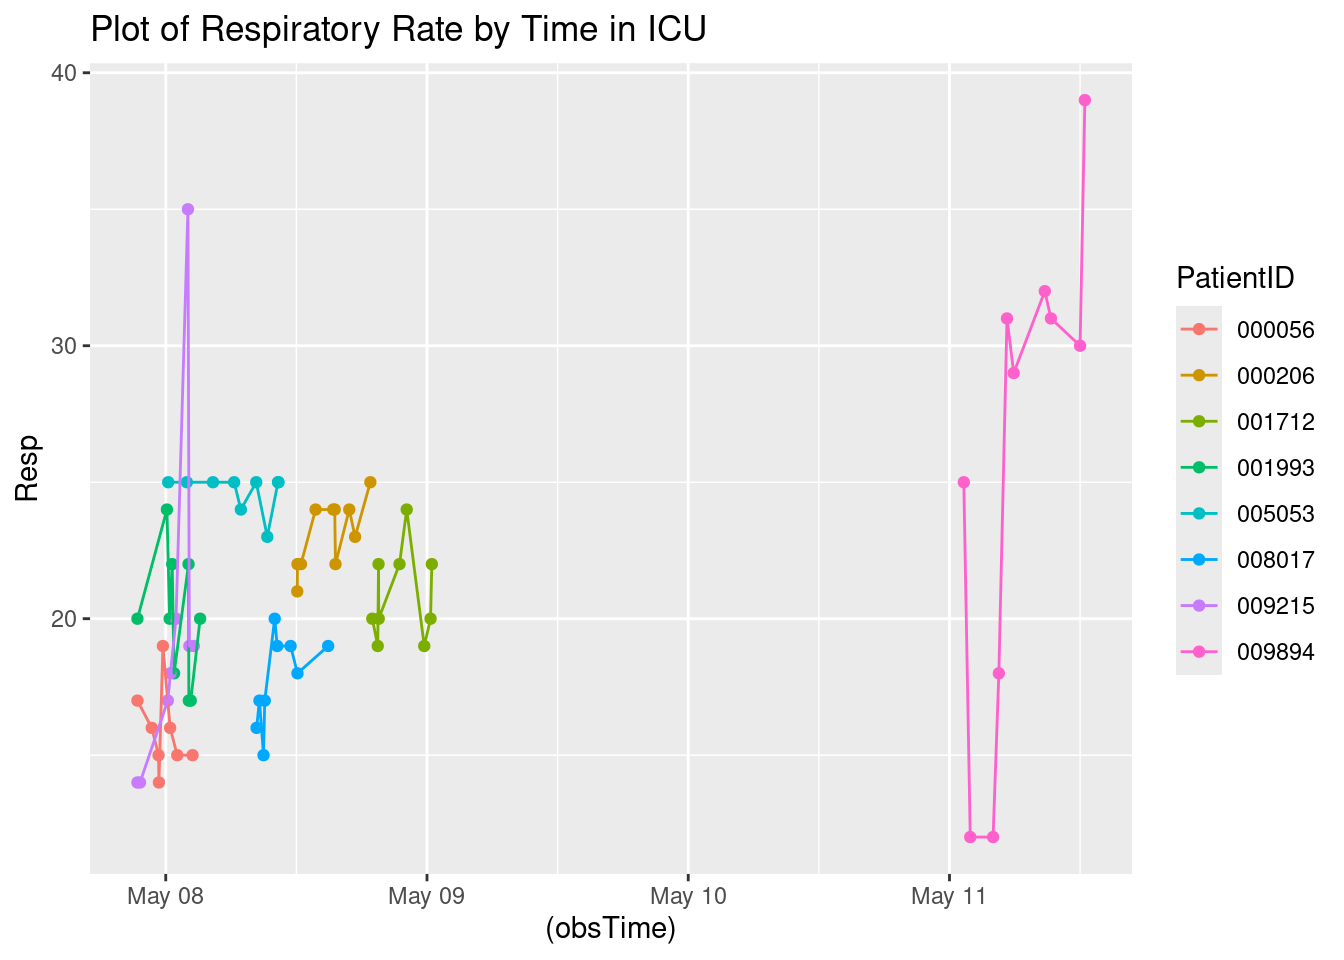 Plot of Respiratory Rate by Time in ICU
40
30
20
Resp
May 08
May 09
May 10
May 11
(obsTime)
PatientID
000056
000206
001712
001993
005053
008017
009215
009894